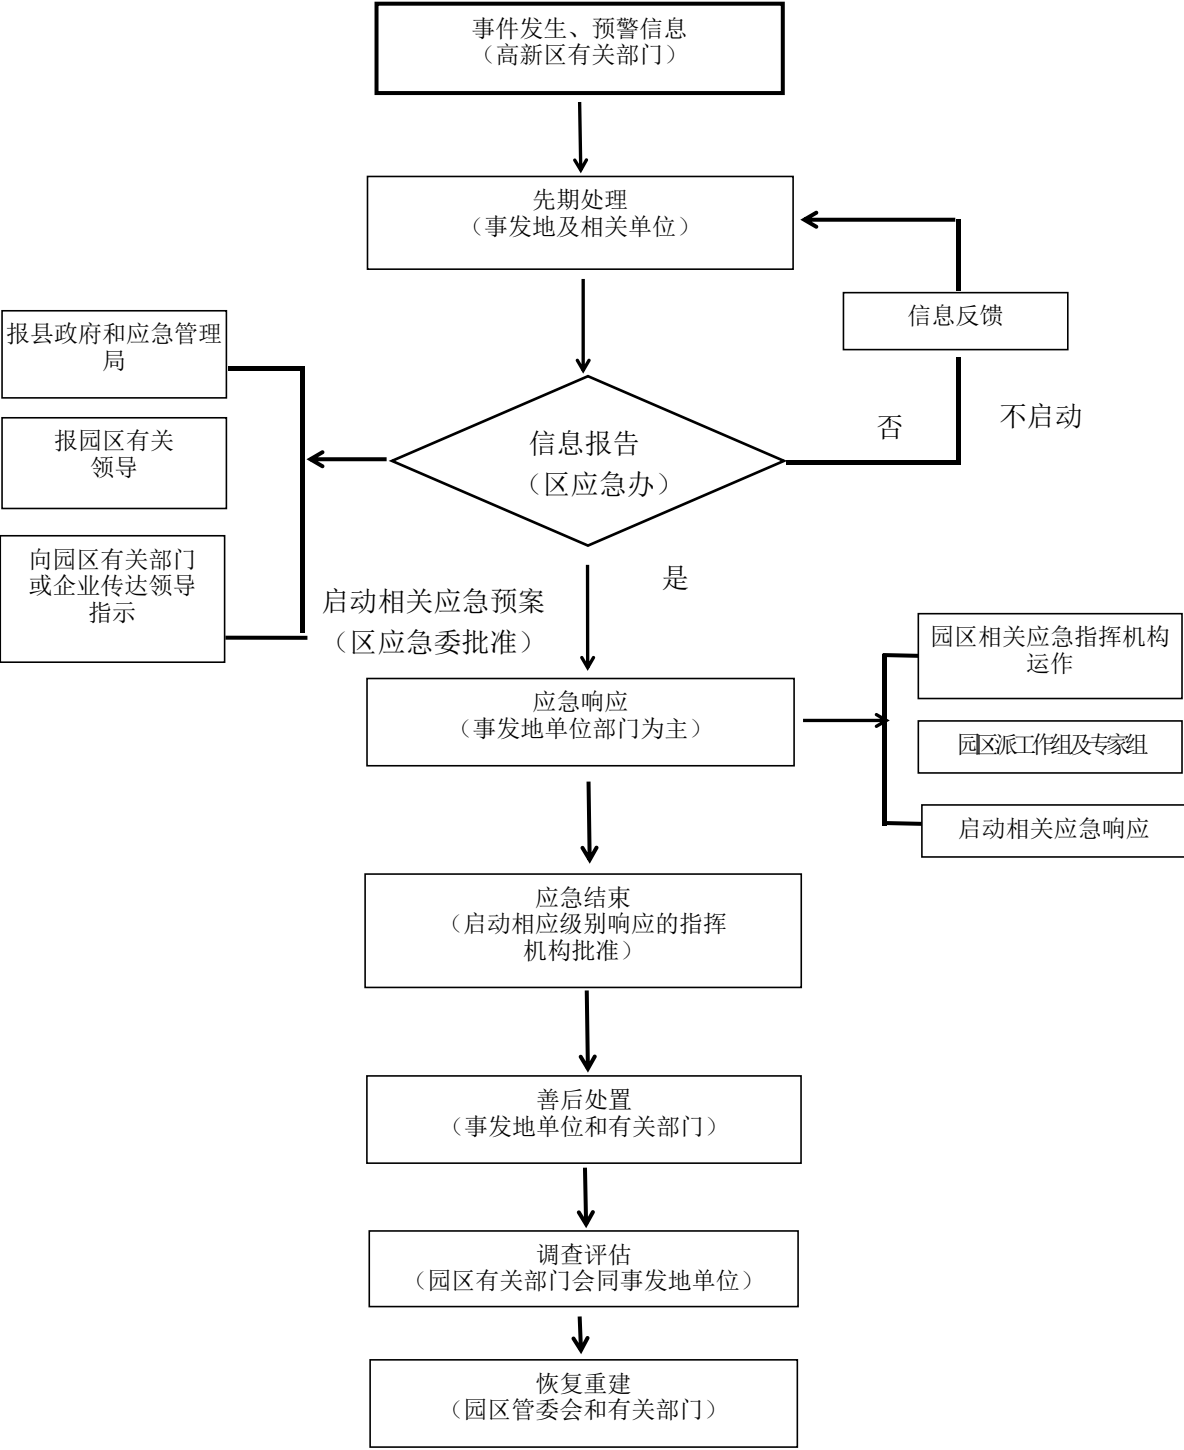 事件发生、预警信息
（高新区有关部门）
先期处理
（事发地及相关单位）
信息反馈
报县政府和应急管理
局
报园区有关
领导
向园区有关部门
或企业传达领导
指示
信息报告
（区应急办）
否
不启动
是
启动相关应急预案
（区应急委批准）
应急响应
（事发地单位部门为主）
园区相关应急指挥机构
运作
园区派工作组及专家组
启动相关应急响应
应急结束
（启动相应级别响应的指挥
机构批准）
善后处置
（事发地单位和有关部门）
调查评估
（园区有关部门会同事发地单位）
恢复重建
（园区管委会和有关部门）